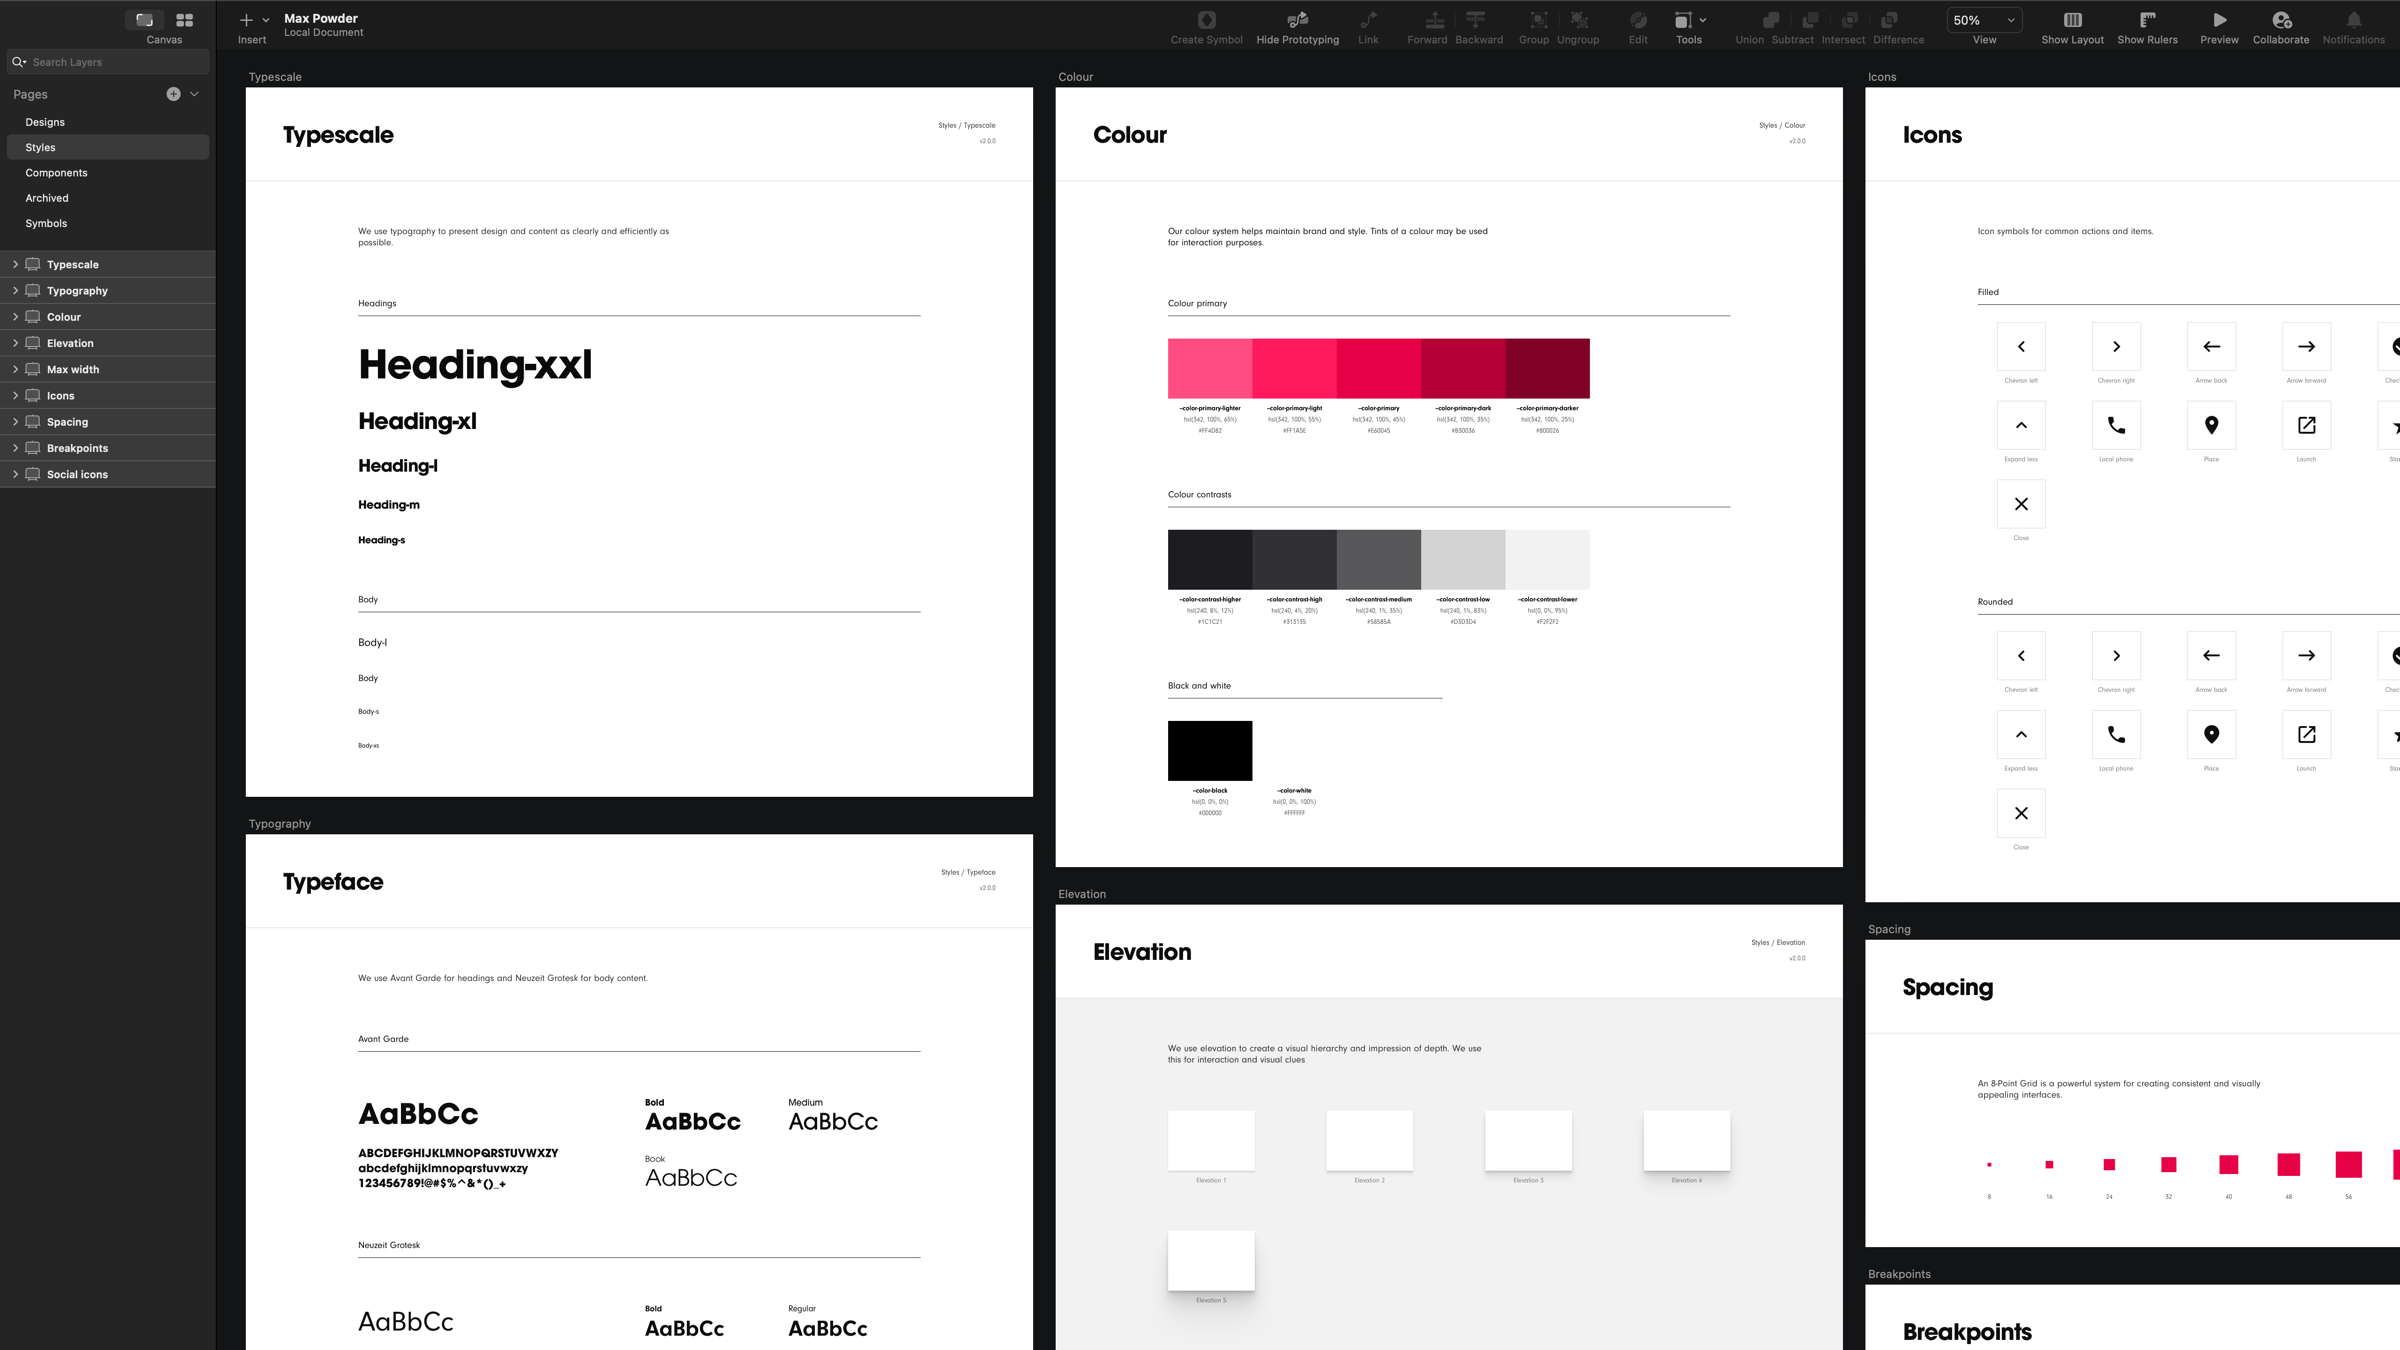 Canvas
Search Layers
Pages
Designs
Styles
Components
Archived
Symbols
Typescale
Typography
Colour
Elevation
Max width
Icons
Spacing
Breakpoints
Social icons
Insert
Max Powder
Local Document
Create Symbol
Hide Prototyping
Link
Forward
Backward
Group
Ungroup
Edit
Tools
Union
Subtract
Intersect
Difference
50%
View
Show Layout
Show Rulers
Preview
Collaborate
Notifications
Typescale
Typescale
Styles / Typescale
v2.0.0
We use typography to present design and content as clearly and efficiently as
possible.
Headings
Heading-xxl
Heading-xl
Heading-l
Heading-m
Heading-s
Body
Body-l
Body
Body-s
Body-xs
Typography
Typeface
Styles / Typeface
v2.0.0
We use Avant Garde for headings and Neuzeit Grotesk for body content.
Avant Garde
AaBbCc
ABCDEFGHIJKLMNOPQRSTUVWXZY
abcdefghijklmnopqrstuvwxzy
123456789!@#$%^&*()_+
Bold
AaBbCc
Medium
AaBbCc
Book
AaBbCc
Neuzeit Grotesk
AaBbCc
Bold
AaBbCc
Regular
AaBbCc
Colour
Colour
Styles / Colour
v2.0.0
Our colour system helps maintain brand and style. Tints of a colour may be used
for interaction purposes.
Colour primary
--color-primary-lighter
hsl(342, 100%, 65%)
#FF4D82
--color-primary-light
hsl(342, 100%, 55%)
#FF1A5E
--color-primary
hsl(342, 100%, 45%)
#E60045
--color-primary-dark
hsl(342, 100%, 35%)
#B30036
--color-primary-darker
hsl(342, 100%, 25%)
#800026
Colour contrasts
--color-contrast-higher
hsl(240, 8%, 12%)
#1C1C21
--color-contrast-high
hsl(240, 4%, 20%)
#313135
--color-contrast-medium
hsl(240, 1%, 35%)
#58585A
--color-contrast-low
hsl(240, 1%, 83%)
#D3D3D4
--color-contrast-lower
hsl(0, 0%, 95%)
#F2F2F2
Black and white
--color-black
hsl(0, 0%, 0%)
#000000
--color-white
hsl(0, 0%, 100%)
#FFFFFF
Elevation
Elevation
Styles / Elevation
v2.0.0
We use elevation to create a visual hierarchy and impression of depth. We use
this for interaction and visual clues
Elevation 1
Elevation 2
Elevation 3
Elevation 4
Elevation 5
Icons
Icons
Icon symbols for common actions and items.
Filled
Chevron left
Chevron right
Arrow back
Arrow forward
Expand less
Local phone
Place
Launch
Close
Rounded
Chevron left
Chevron right
Arrow back
Arrow forward
Expand less
Local phone
Place
Launch
Close
Spacing
Spacing
An 8-Point Grid is a powerful system for creating consistent and visually
appealing interfaces.
8
16
24
32
40
48
56
Breakpoints
Breakpoints